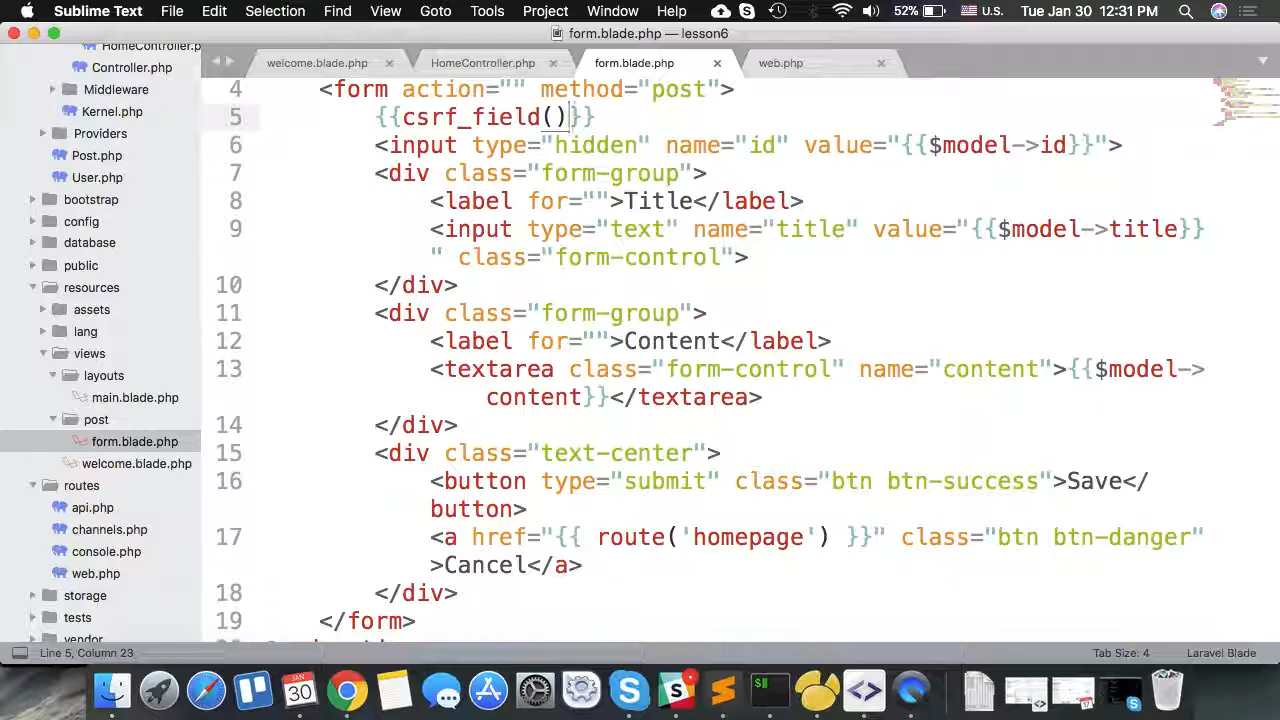 Sublime Text File Edit Selection Find View Goto Tools Project Window Help 52% U.S. Tue Jan 30 12:31 PM
form.blade.php — lesson6
welcome.blade.php HomeController.php form.blade.php web.php
HomeController.p
Controller.php
Middleware
Kernel.php
Providers
Post.php
User.php
bootstrap
config
database
public
resources
assets
lang
views
layouts
main.blade.php
post
form.blade.php
welcome.blade.php
routes
api.php
channels.php
console.php
web.php
storage
tests
vendor
4 <form action="" method="post">
5 {{csrf_field()}}
6 <input type="hidden" name="id" value="{{$model->id}}">
7 <div class="form-group">
8 <label for="">Title</label>
9 <input type="text" name="title" value="{{$model->title}}
" class="form-control">
10 </div>
11 <div class="form-group">
12 <label for="">Content</label>
13 <textarea class="form-control" name="content">{{$model->
content}}</textarea>
14 </div>
15 <div class="text-center">
16 <button type="submit" class="btn btn-success">Save</
button>
17 <a href="{{ route('homepage') }}" class="btn btn-danger"
>Cancel</a>
18 </div>
19 </form>
Line 5, Column 23 Tab Size: 4 Laravel Blade
JAN
30
17